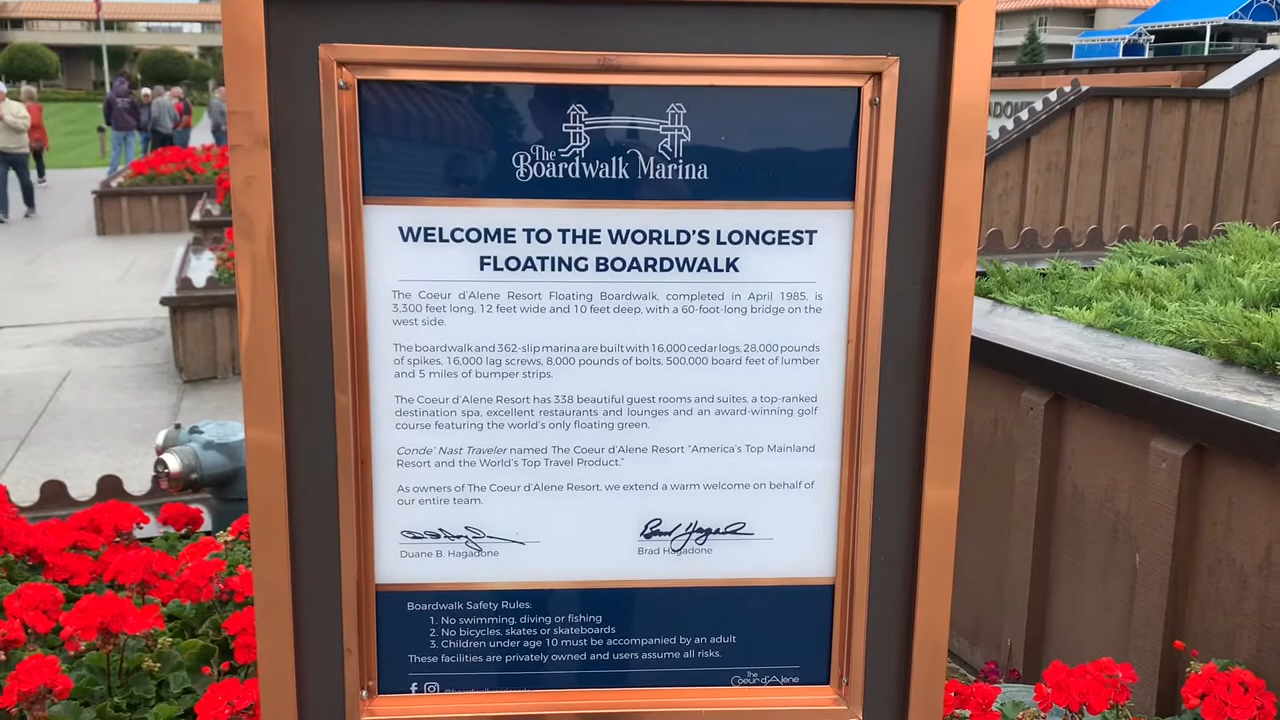 The
Boardwalk Marina
WELCOME TO THE WORLD'S LONGEST
FLOATING BOARDWALK
The Coeur d'Alene Resort Floating Boardwalk, completed in April 1985, is
3,300 feet long, 12 feet wide and 10 feet deep, with a 60-foot-long bridge on the
west side.
The boardwalk and 362-slip marina are built with 16,000 cedar logs, 28,000 pounds
of spikes, 16,000 lag screws, 8,000 pounds of bolts, 500,000 board feet of lumber
and 5 miles of bumper strips.
The Coeur d'Alene Resort has 338 beautiful guest rooms and suites, a top-ranked
destination spa, excellent restaurants and lounges and an award-winning golf
course featuring the world's only floating green.
Conde' Nast Traveler named The Coeur d'Alene Resort "America's Top Mainland
Resort and the World's Top Travel Product."
As owners of The Coeur d'Alene Resort, we extend a warm welcome on behalf of
our entire team.
Brad Hagadone
Duane B. Hagadone
Brad Hagadone
Boardwalk Safety Rules:
1. No swimming, diving or fishing
2. No bicycles, skates or skateboards
3. Children under age 10 must be accompanied by an adult
These facilities are privately owned and users assume all risks.
The
Coeur d'Alene